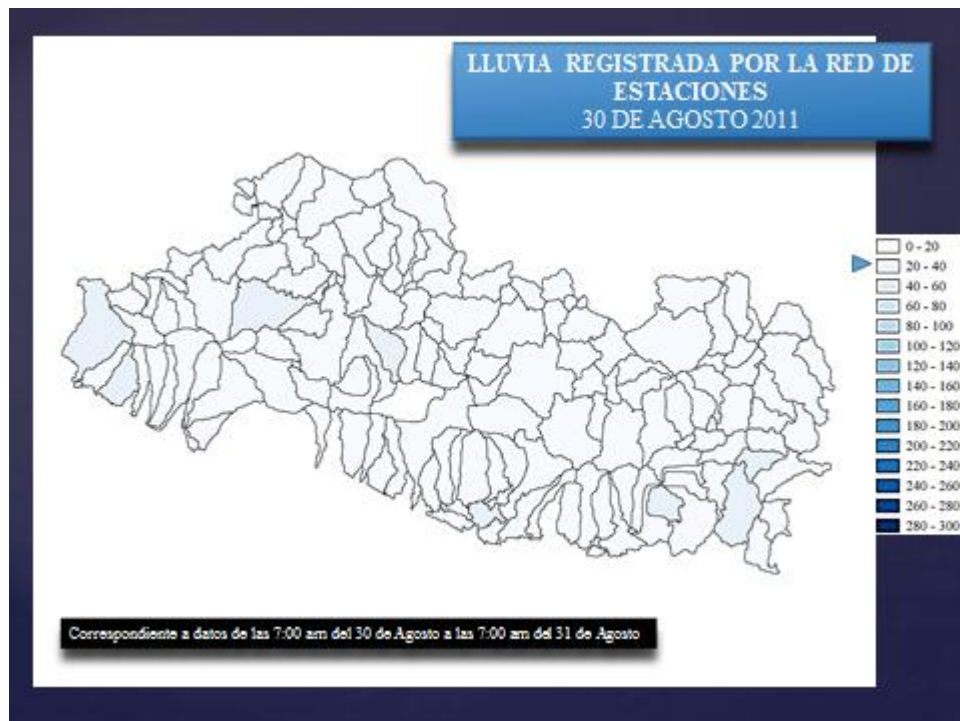 LLUVIA REGISTRADA POR LA RED DE
ESTACIONES
30 DE AGOSTO 2011
0 - 20
20 - 40
40 - 60
60 - 80
80 - 100
100 - 120
120 - 140
140 - 160
160 - 180
180 - 200
200 - 220
220 - 240
240 - 260
260 - 280
280 - 300
Correspondiente a datos de las 7:00 am del 30 de Agosto a las 7:00 am del 31 de Agosto